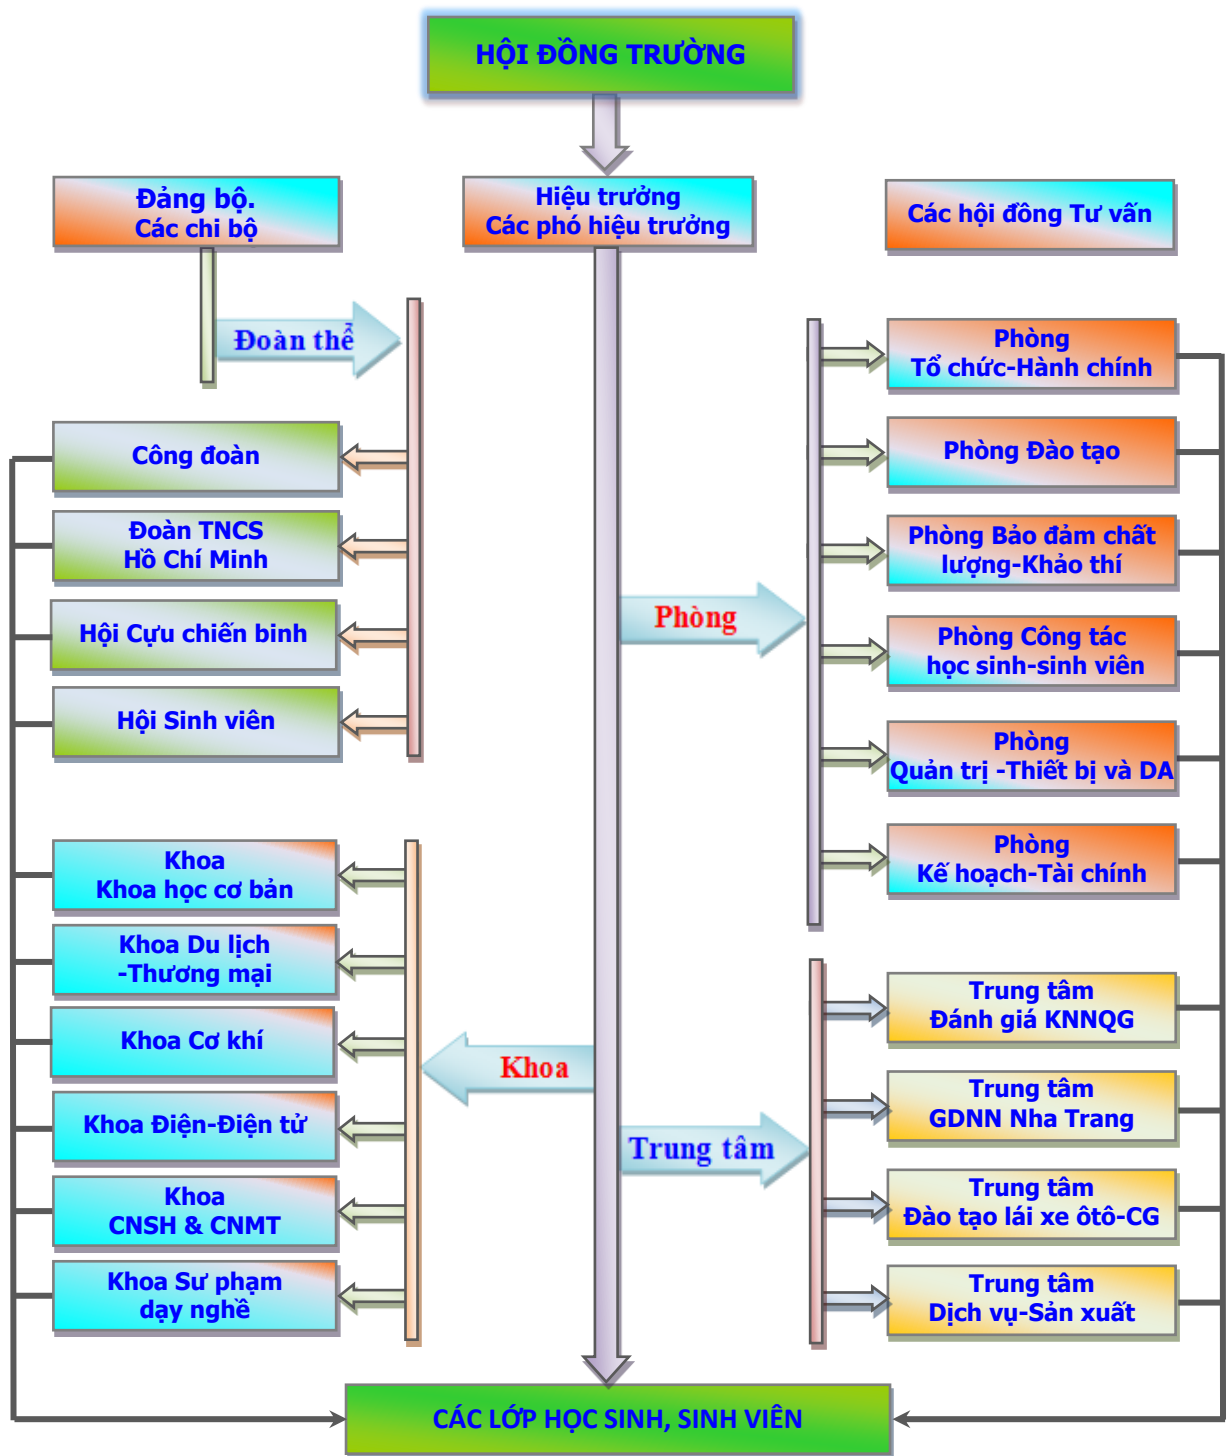 HỘI ĐỒNG TRƯỜNG
Đảng bộ.
Các chi bộ
Hiệu trưởng
Các phó hiệu trưởng
Các hội đồng Tư vấn
Đoàn thể
Công đoàn
Đoàn TNCS
Hồ Chí Minh
Hội Cựu chiến binh
Hội Sinh viên
Phòng
Phòng
Tổ chức-Hành chính
Phòng Đào tạo
Phòng Bảo đảm chất
lượng-Khảo thí
Phòng Công tác
học sinh-sinh viên
Phòng
Quản trị -Thiết bị và DA
Phòng
Kế hoạch-Tài chính
Khoa
Khoa
Khoa học cơ bản
Khoa Du lịch
-Thương mại
Khoa Cơ khí
Khoa Điện-Điện tử
Khoa
CNSH & CNMT
Khoa Sư phạm
dạy nghề
Trung tâm
Trung tâm
Đánh giá KNNQG
Trung tâm
GDNN Nha Trang
Trung tâm
Đào tạo lái xe ôtô-CG
Trung tâm
Dịch vụ-Sản xuất
CÁC LỚP HỌC SINH, SINH VIÊN